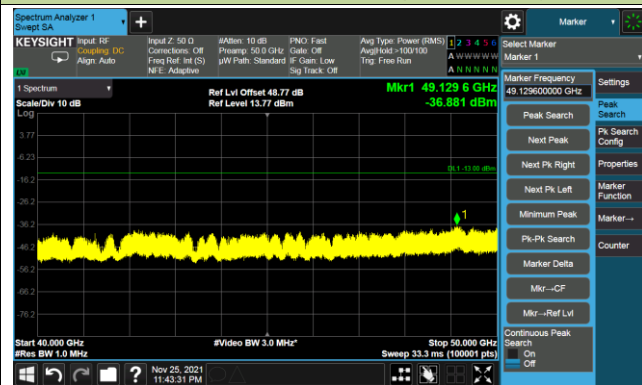 Spectrum Analyzer 1
Swept SA
Marker
KEYSIGHT
Input: RF
Coupling: DC
Align: Auto
Input Z: 50 Ω
Corrections: Off
Freq Ref: Int (S)
NFE: Adaptive
#Atten: 10 dB
Preamp: 50.0 GHz
µW Path: Standard
PNO: Fast
Gate: Off
IF Gain: Low
Sig Track: Off
Avg Type: Power (RMS)
Avg|Hold:>100/100
Trig: Free Run
1 2 3 4 5 6
A W W W W W
A N N N N N
LXI
Select Marker
Marker 1
1 Spectrum
Scale/Div 10 dB
Log
Ref Lvl Offset 48.77 dB
Ref Level 13.77 dBm
Mkr1 49.129 6 GHz
-36.881 dBm
3.77
-6.23
-16.2
-26.2
-36.2
-46.2
-56.2
-66.2
-76.2
DL1 -13.00 dBm
1
Start 40.000 GHz
#Res BW 1.0 MHz
#Video BW 3.0 MHz*
Stop 50.000 GHz
Sweep 33.3 ms (100001 pts)
Marker Frequency
49.129600000 GHz
Peak Search
Next Peak
Next Pk Right
Next Pk Left
Minimum Peak
Pk-Pk Search
Marker Delta
Mkr→CF
Mkr→Ref Lvl
Continuous Peak
Search
On
Off
Settings
Peak
Search
Pk Search
Config
Properties
Marker
Function
Marker→
Counter
?
Nov 25, 2021
11:43:31 PM